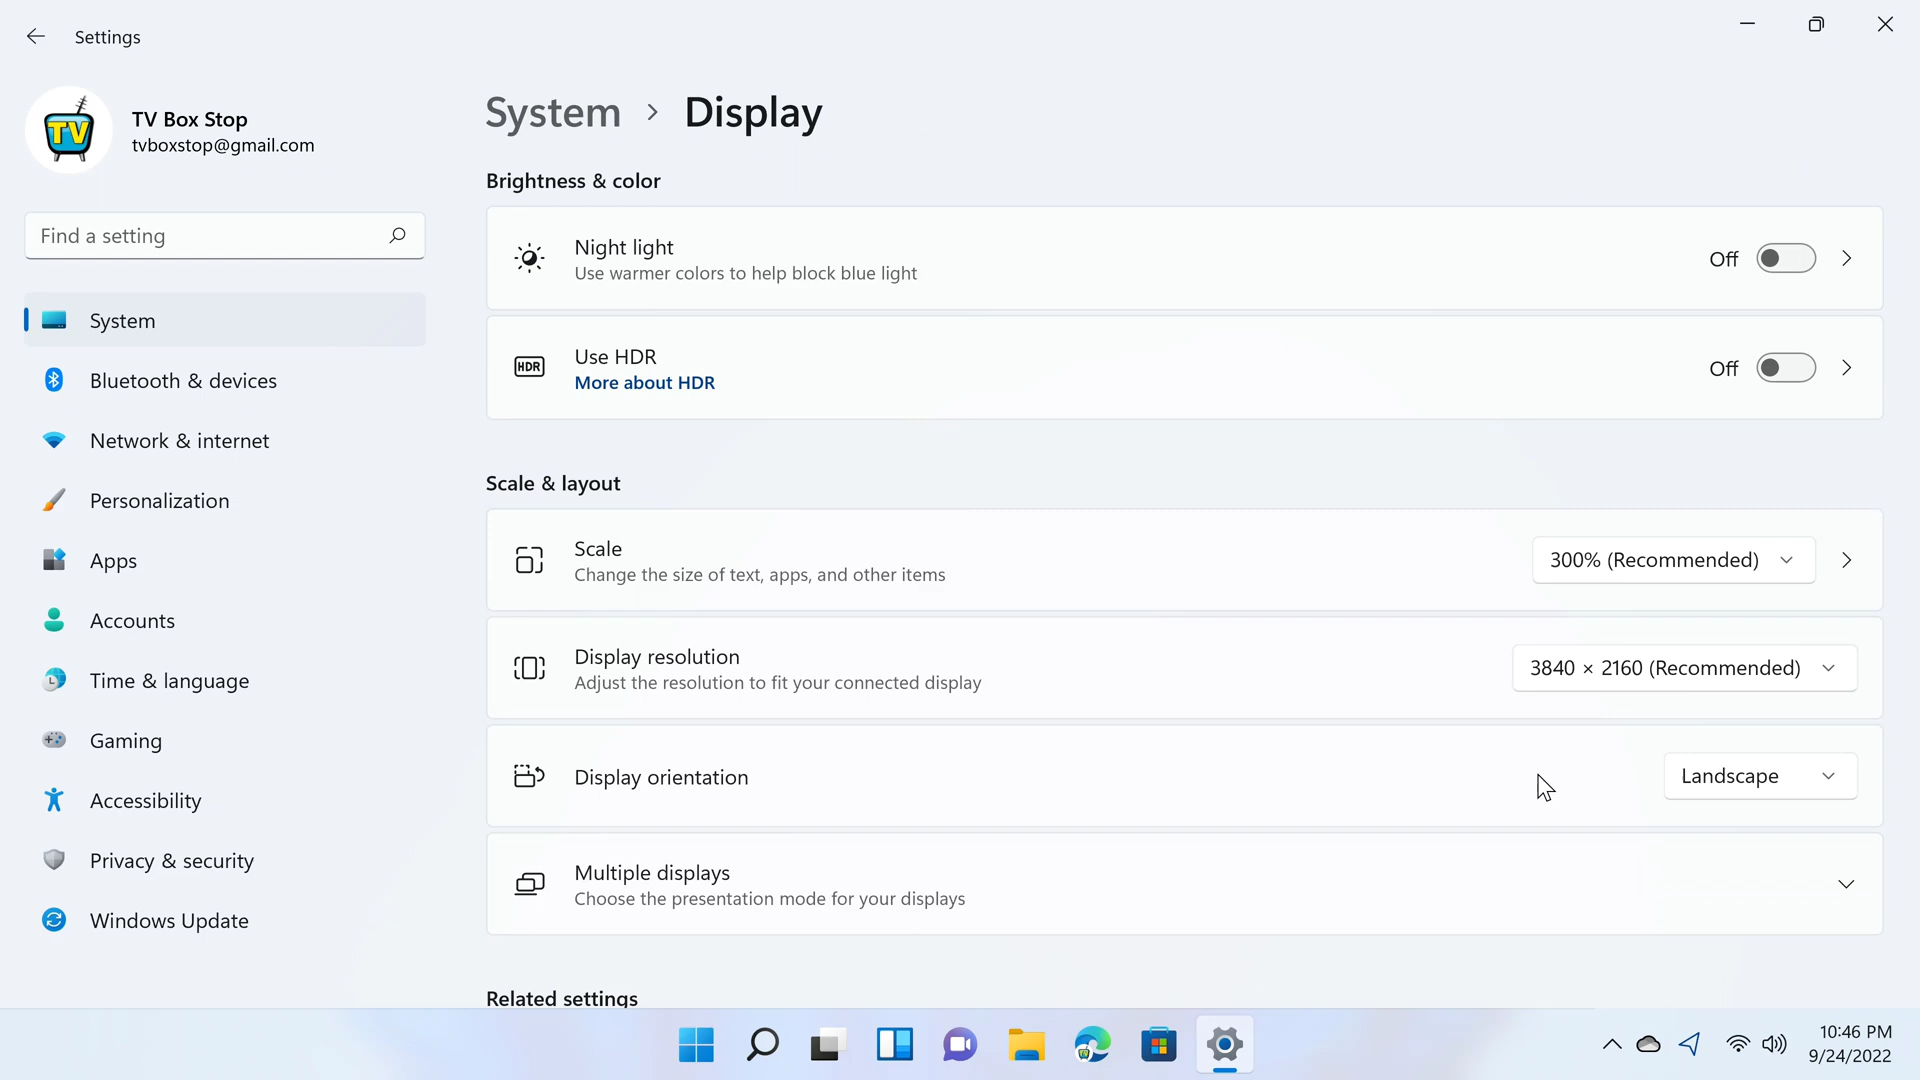 Settings
TV
TV Box Stop
tvboxstop@gmail.com
Find a setting
System
Bluetooth & devices
Network & internet
Personalization
Apps
Accounts
Time & language
Gaming
Accessibility
Privacy & security
Windows Update
System > Display
Brightness & color
Night light
Use warmer colors to help block blue light
Off
HDR
Use HDR
More about HDR
Off
Scale & layout
Scale
Change the size of text, apps, and other items
300% (Recommended)
Display resolution
Adjust the resolution to fit your connected display
3840 × 2160 (Recommended)
Display orientation
Landscape
Multiple displays
Choose the presentation mode for your displays
Related settings
10:46 PM
9/24/2022